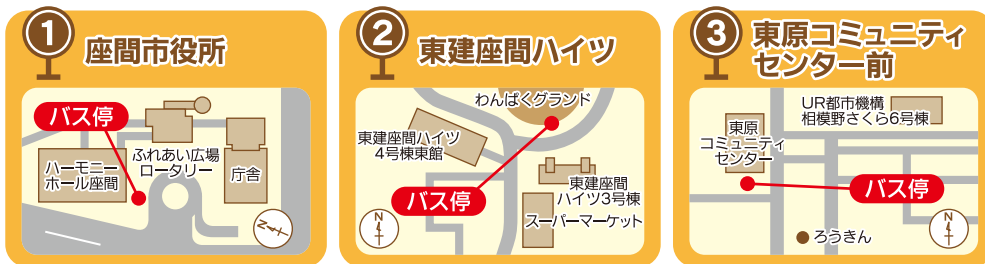 1
座間市役所
バス停
ハーモニー
ホール座間
ふれあい広場
ロータリー
庁舎
N
2
東建座間ハイツ
わんぱくグランド
東建座間ハイツ
4号棟東館
バス停
東建座間
ハイツ3号棟
スーパーマーケット
N
3
東原コミュニティ
センター前
UR都市機構
相模野さくら6号棟
東原
コミュニティ
センター
バス停
ろうきん
N